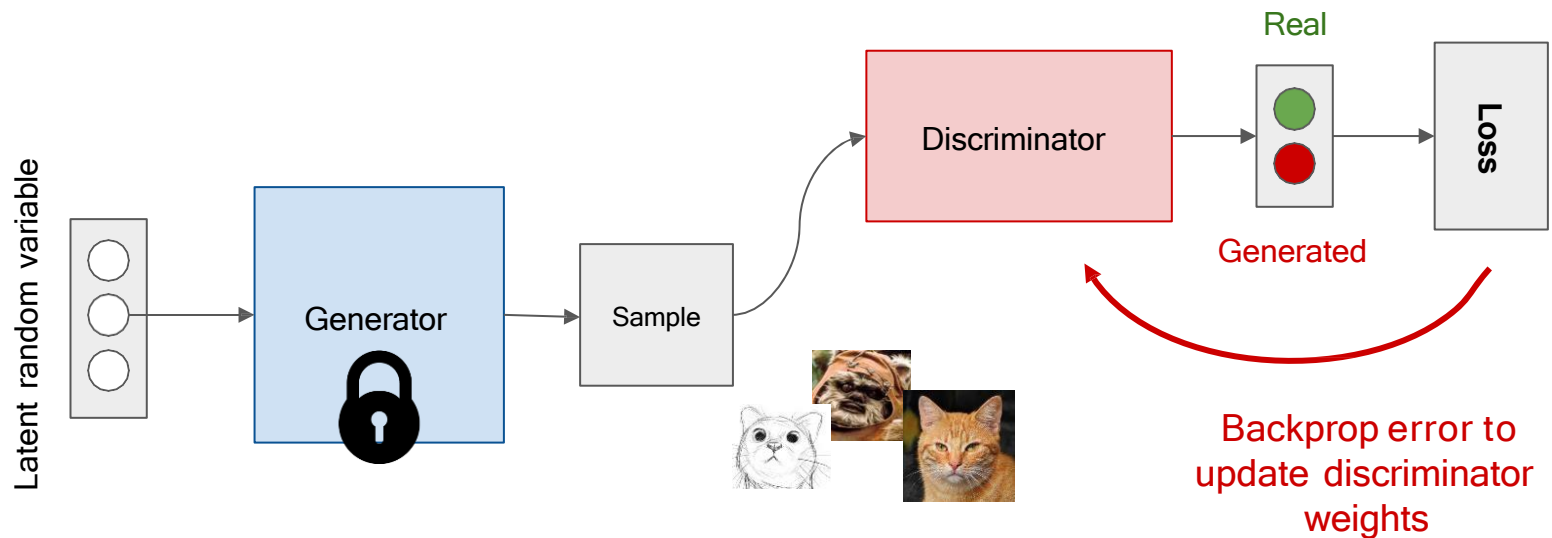 Latent random variable
Generator
Sample
Discriminator
Real
Generated
Loss
Backprop error to
update discriminator
weights